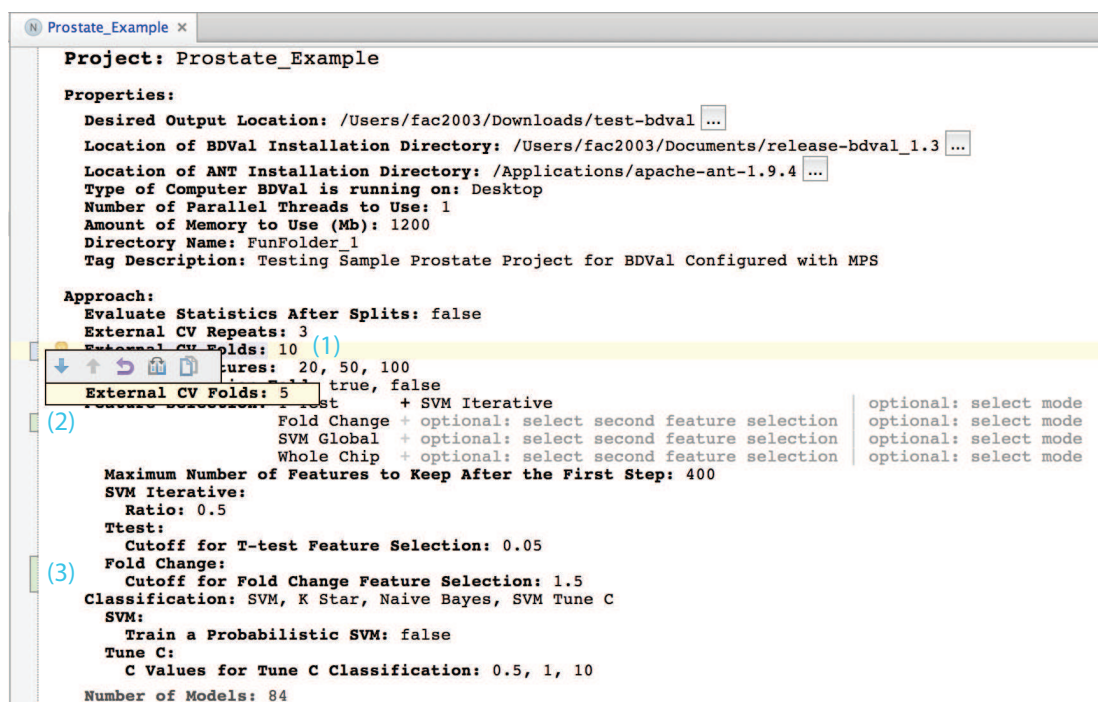 N Prostate_Example ×
Project: Prostate_Example
Properties:
Desired Output Location: /Users/fac2003/Downloads/test-bdval ...
Location of BDVal Installation Directory: /Users/fac2003/Documents/release-bdval_1.3 ...
Location of ANT Installation Directory: /Applications/apache-ant-1.9.4 ...
Type of Computer BDVal is running on: Desktop
Number of Parallel Threads to Use: 1
Amount of Memory to Use (Mb): 1200
Directory Name: FunFolder_1
Tag Description: Testing Sample Prostate Project for BDVal Configured with MPS
Approach:
Evaluate Statistics After Splits: false
External CV Repeats: 3
External CV Folds: 10 (1)
tures: 20, 50, 100
true, false
External CV Folds: 5
+ SVM Iterative optional: select mode
(2)
Fold Change + optional: select second feature selection optional: select mode
SVM Global + optional: select second feature selection optional: select mode
Whole Chip + optional: select second feature selection optional: select mode
Maximum Number of Features to Keep After the First Step: 400
SVM Iterative:
Ratio: 0.5
Ttest:
Cutoff for T-test Feature Selection: 0.05
(3) Fold Change:
Cutoff for Fold Change Feature Selection: 1.5
Classification: SVM, K Star, Naive Bayes, SVM Tune C
SVM:
Train a Probabilistic SVM: false
Tune C:
C Values for Tune C Classification: 0.5, 1, 10
Number of Models: 84